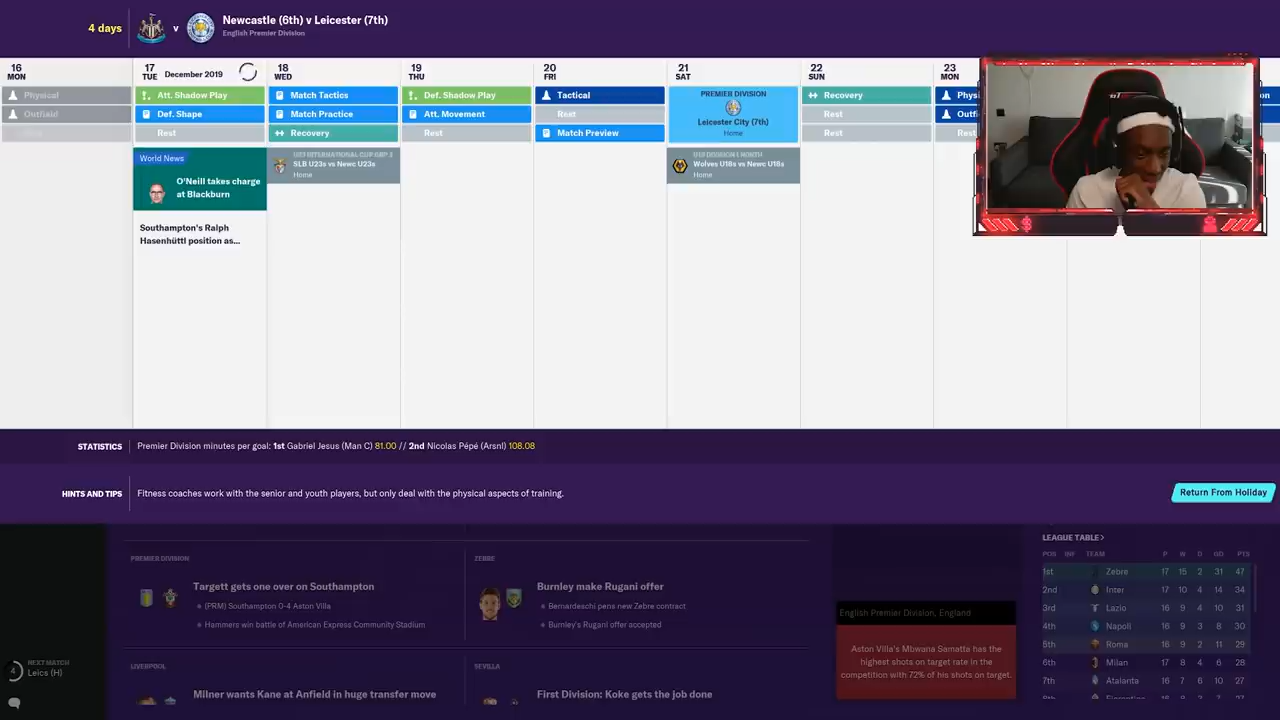 4 days
v
Newcastle (6th) v Leicester (7th)
English Premier Division
16
MON
17
TUE
December 2019
18
WED
19
THU
20
FRI
21
SAT
22
SUN
23
MON
Physical
Outfield
Att. Shadow Play
Def. Shape
Rest
Match Tactics
Match Practice
Recovery
Def. Shadow Play
Att. Movement
Rest
Tactical
Rest
Match Preview
PREMIER DIVISION
Leicester City (7th)
Home
Recovery
Rest
Rest
Rest
World News
O'Neill takes charge
at Blackburn
Southampton's Ralph
Hasenhüttl position as...
SLB U23s vs Newc U23s
Home
Wolves U18s vs Newc U18s
Home
STATISTICS
Premier Division minutes per goal: 1st Gabriel Jesus (Man C) 81.00 // 2nd Nicolas Pépé (Arsnl) 108.08
HINTS AND TIPS
Fitness coaches work with the senior and youth players, but only deal with the physical aspects of training.
Return From Holiday
PREMIER DIVISION
Targett gets one over on Southampton
(PRM) Southampton 0-4 Aston Villa
Hammers win battle of American Express Community Stadium
ZEBRE
Burnley make Rugani offer
Bernardeschi pens new Zebre contract
Burnley's Rugani offer accepted
LIVERPOOL
Milner wants Kane at Anfield in huge transfer move
SEVILLA
First Division: Koke gets the job done
English Premier Division, England
Aston Villa's Mbwana Samatta has the
highest shots on target rate in the
competition with 72% of his shots on target.
LEAGUE TABLE>
POS INF TEAM P W D GD PTS
1st Zebre 17 15 2 31 47
2nd Inter 17 10 4 14 34
3rd Lazio 16 9 4 10 31
4th Napoli 16 9 3 8 30
5th Roma 16 9 2 11 29
6th Milan 17 8 4 6 28
7th Atalanta 16 7 6 10 27
NEXT MATCH
4
Leics (H)